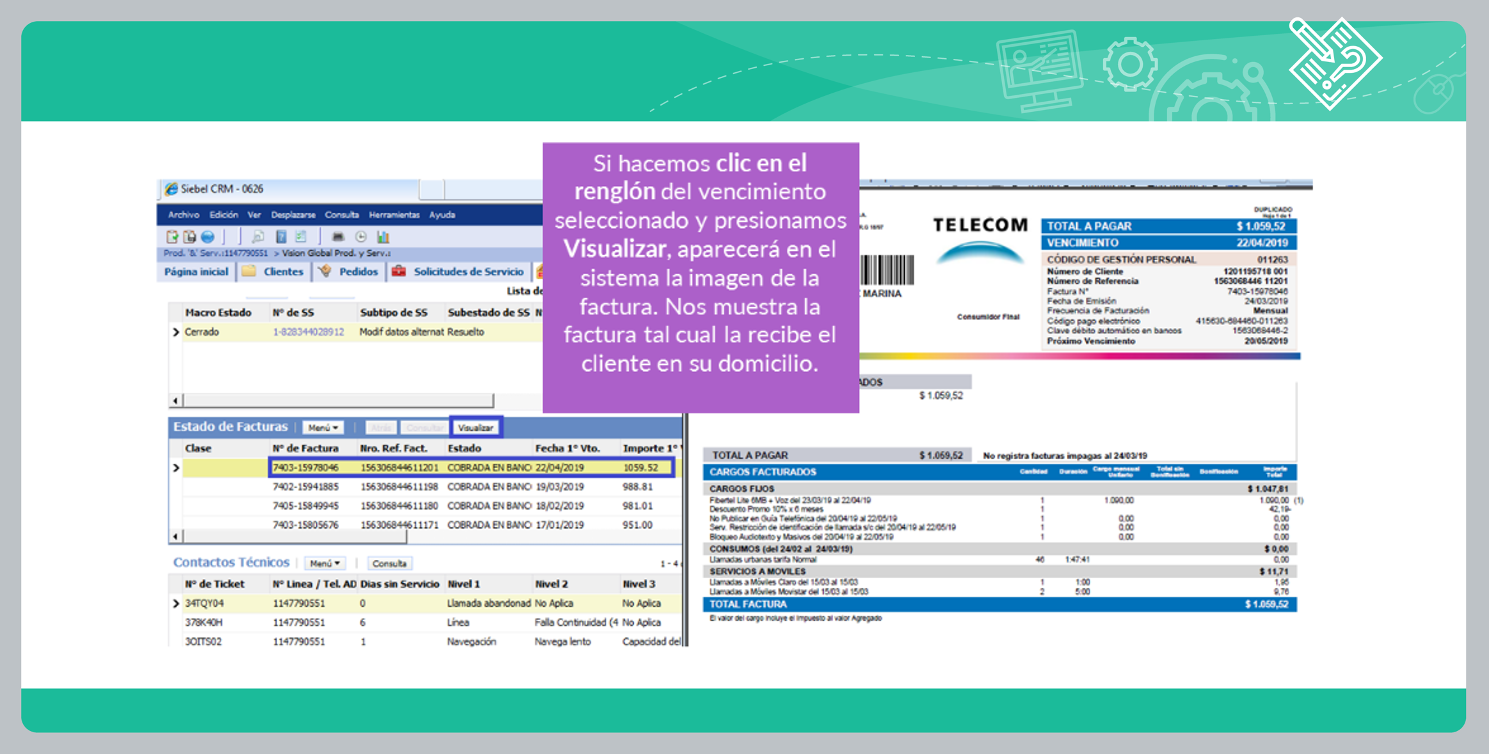 Si hacemos clic en el
renglón del vencimiento
seleccionado y presionamos
Visualizar, aparecerá en el
sistema la imagen de la
factura. Nos muestra la
factura tal cual la recibe el
cliente en su domicilio.
Siebel CRM - 0626
Archivo Edición Ver Desplazarse Consulta Herramientas Ayuda
Prod. '&' Serv.:1147790551 > Vision Global Prod. y Serv.:
Página inicial Clientes Pedidos Solicitudes de Servicio
Lista de
Macro Estado Nº de SS Subtipo de SS Subestado de SS N
Cerrado 1-828344028912 Modif datos alternat Resuelto
Estado de Facturas Menú Atrás Consultar Visualizar
Clase Nº de Factura Nro. Ref. Fact. Estado Fecha 1º Vto. Importe 1º
7403-15978046 156306844611201 COBRADA EN BANC 22/04/2019 1059.52
7402-15941885 156306844611198 COBRADA EN BANC 19/03/2019 988.81
7405-15849945 156306844611180 COBRADA EN BANC 18/02/2019 981.01
7403-15805676 156306844611171 COBRADA EN BANC 17/01/2019 951.00
Contactos Técnicos Menú Consulta 1 - 4
Nº de Ticket Nº Linea / Tel. AD Dias sin Servicio Nivel 1 Nivel 2 Nivel 3
34TQY04 1147790551 0 Llamada abandonad No Aplica No Aplica
378K40H 1147790551 6 Línea Falla Continuidad (4 No Aplica
3OITS02 1147790551 1 Navegación Navega lento Capacidad del
MARINA
TELECOM
Consumidor Final
DUPLICADO
Hoja 1 de 1
TOTAL A PAGAR $ 1.059,52
VENCIMIENTO 22/04/2019
CÓDIGO DE GESTIÓN PERSONAL 011263
Número de Cliente 1201195718 001
Número de Referencia 1563068446 11201
Factura N° 7403-15978046
Fecha de Emisión 24/03/2019
Frecuencia de Facturación Mensual
Código pago electrónico 415630-684460-011263
Clave débito automático en bancos 1563068446-2
Próximo Vencimiento 20/05/2019
ADOS
$ 1.059,52
TOTAL A PAGAR $ 1.059,52 No registra facturas impagas al 24/03/19
CARGOS FACTURADOS Cantidad Duración Cargo mensual Unitario Total sin Bonificación Bonificación Importe Total
CARGOS FIJOS $ 1.047,81
Fibertel Lite 6MB + Voz del 23/03/19 al 22/04/19 1 1.090,00 1.090,00 (1)
Descuento Promo 10% x 6 meses 1 42,19-
No Publicar en Guía Telefónica del 20/04/19 al 22/05/19 1 0,00 0,00
Serv. Restricción de identificación de llamada s/c del 20/04/19 al 22/05/19 1 0,00 0,00
Bloqueo Audiotexto y Masivos del 20/04/19 al 22/05/19 1 0,00 0,00
CONSUMOS (del 24/02 al 24/03/19) $ 0,00
Llamadas urbanas tarifa Normal 46 1:47:41 0,00
SERVICIOS A MOVILES $ 11,71
Llamadas a Móviles Claro del 15/03 al 15/03 1 1:00 1,95
Llamadas a Móviles Movistar del 15/03 al 15/03 2 5:00 9,76
TOTAL FACTURA $ 1.059,52
El valor del cargo incluye el Impuesto al valor Agregado